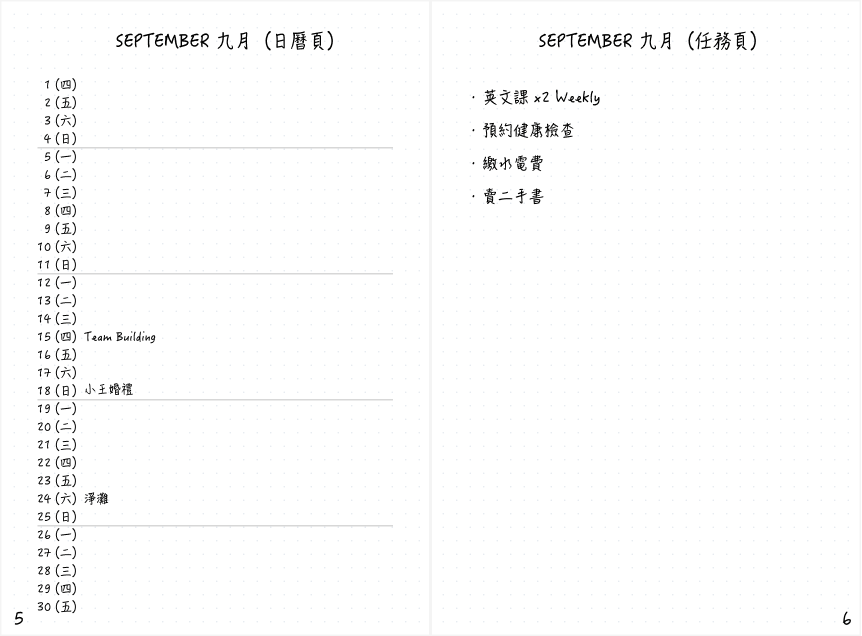 SEPTEMBER 九月（日曆頁）
1（四）
2（五）
3（六）
4（日）
5（一）
6（二）
7（三）
8（四）
9（五）
10（六）
11（日）
12（一）
13（二）
14（三）
15（四） Team Building
16（五）
17（六）
18（日） 小王婚禮
19（一）
20（二）
21（三）
22（四）
23（五）
24（六） 淨灘
25（日）
26（一）
27（二）
28（三）
29（四）
30（五）
5
SEPTEMBER 九月（任務頁）
· 英文課 x2 Weekly
· 預約健康檢查
· 繳水電費
· 賣二手書
6